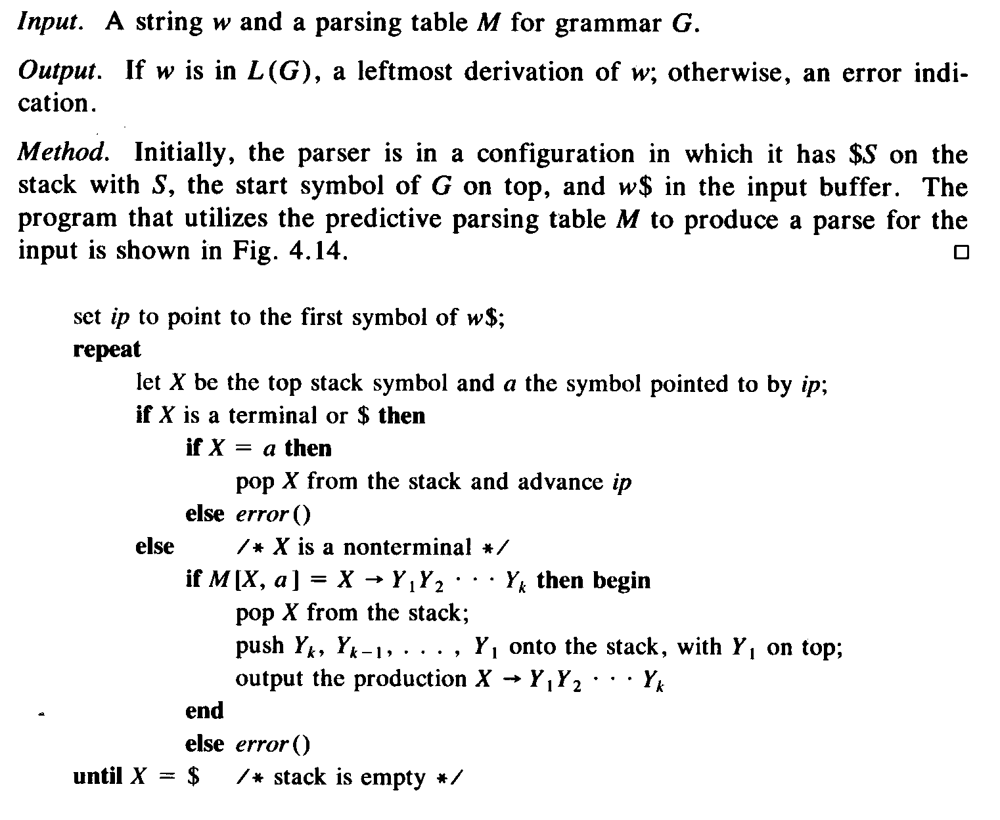 Input. A string w and a parsing table M for grammar G.
Output. If w is in L(G), a leftmost derivation of w; otherwise, an error indi-
cation.
Method. Initially, the parser is in a configuration in which it has $S on the
stack with S, the start symbol of G on top, and w$ in the input buffer. The
program that utilizes the predictive parsing table M to produce a parse for the
input is shown in Fig. 4.14. □
set ip to point to the first symbol of w$;
repeat
let X be the top stack symbol and a the symbol pointed to by ip;
if X is a terminal or $ then
if X = a then
pop X from the stack and advance ip
else error()
else /* X is a nonterminal */
if M[X, a] = X → Y₁Y₂ · · · Yₖ then begin
pop X from the stack;
push Yₖ, Yₖ₋₁, . . . , Y₁ onto the stack, with Y₁ on top;
output the production X → Y₁Y₂ · · · Yₖ
end
else error()
until X = $ /* stack is empty */